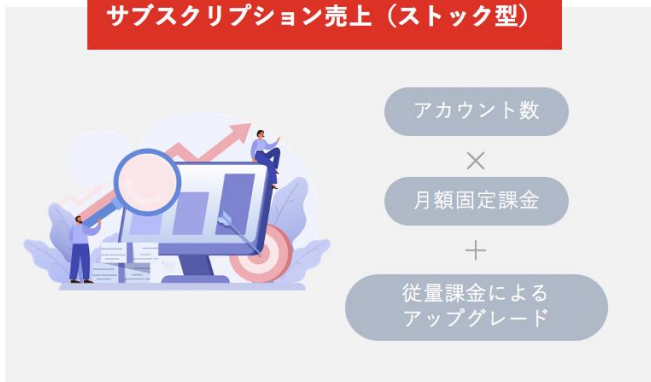 サブスクリプション売上（ストック型）
アカウント数
×
月額固定課金
+
従量課金による
アップグレード